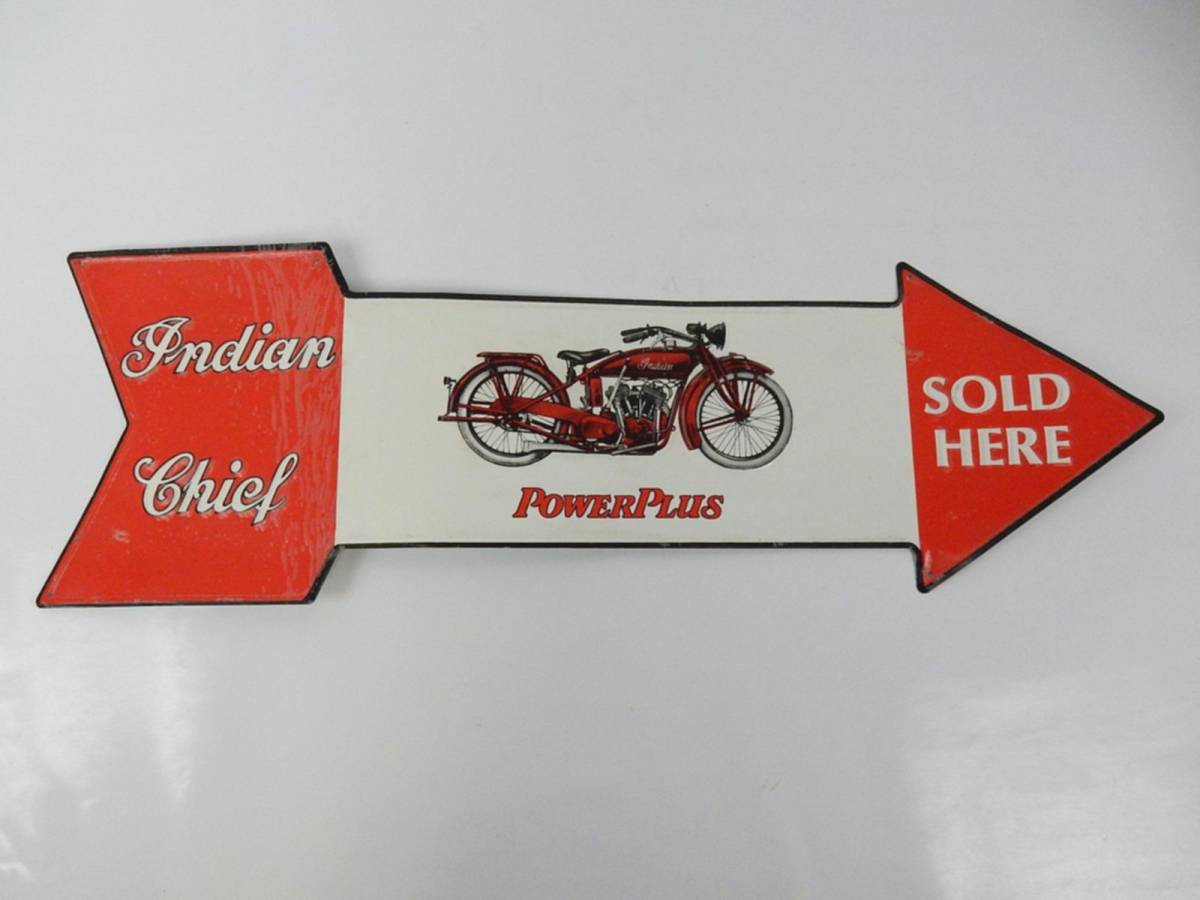 Indian
Chief
Indian
PowerPlus
SOLD
HERE